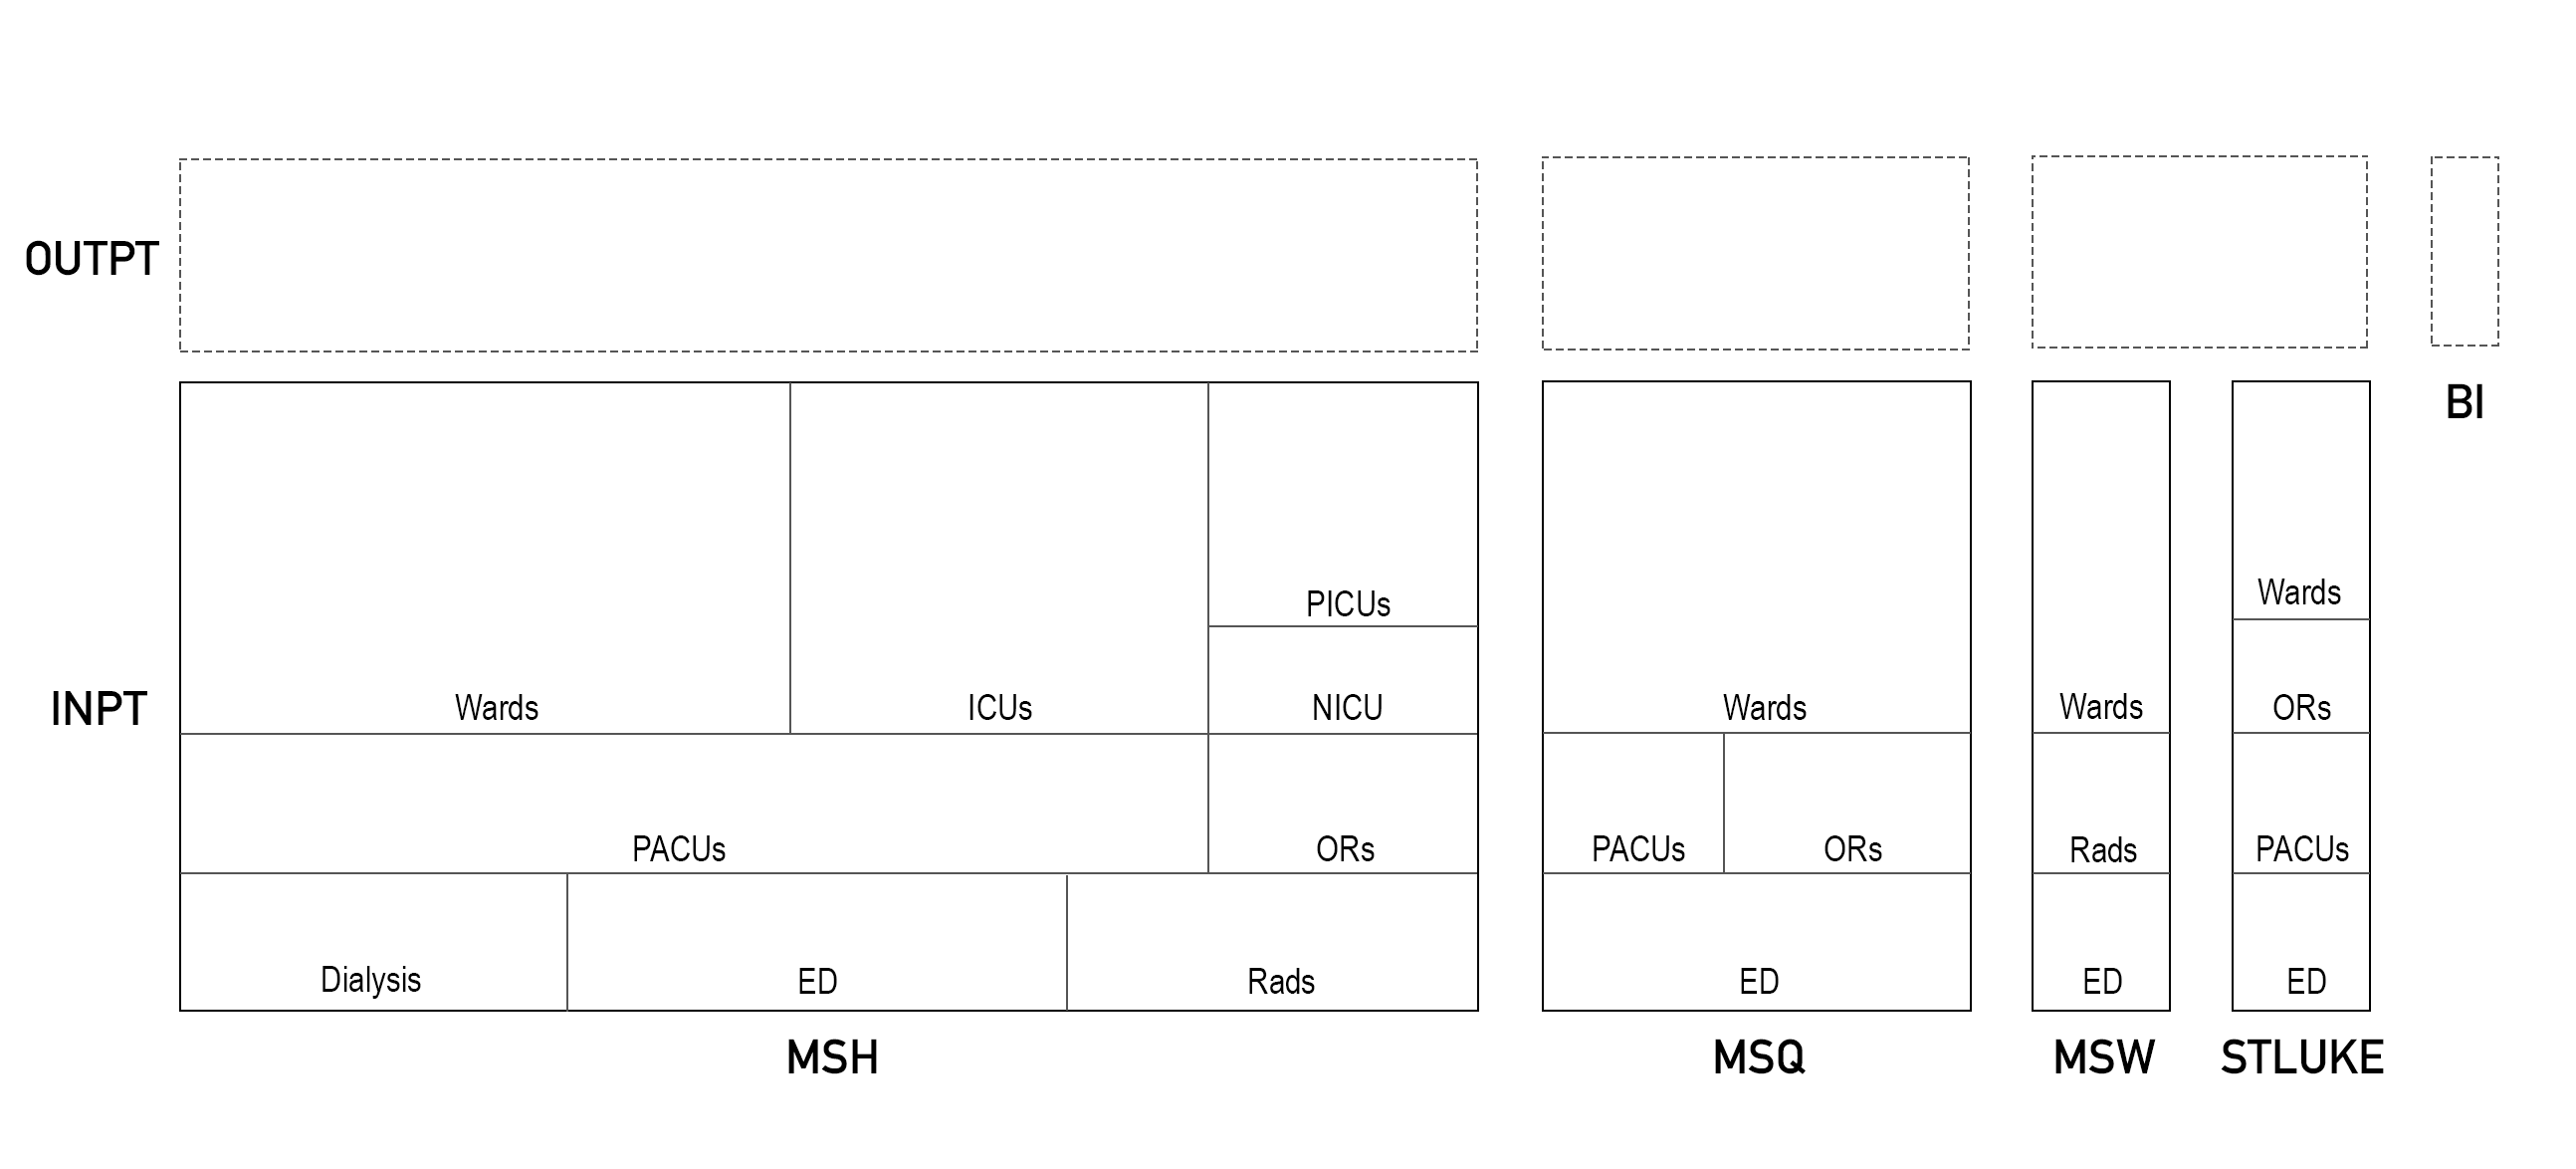 OUTPT
BI
INPT
Wards
ICUs
PICUs
NICU
PACUs
ORs
Dialysis
ED
Rads
MSH
Wards
PACUs
ORs
ED
MSQ
Wards
Rads
ED
MSW
Wards
ORs
PACUs
ED
STLUKE